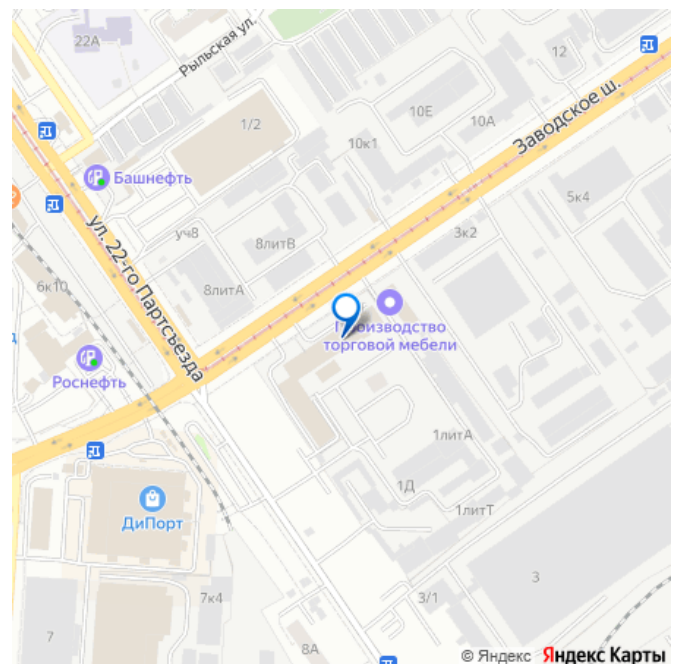 22А
Рыльская ул.
12
Заводское ш.
10Е
10А
1/2
10к1
Башнефть
5к4
ул. 22-го Партсъезда
уч8
8литВ
3к2
6к10
8литА
Производство
торговой мебели
Роснефть
1литА
1Д
ДиПорт
1литТ
3
7к4
3/1
7
8А
© Яндекс Яндекс Карты